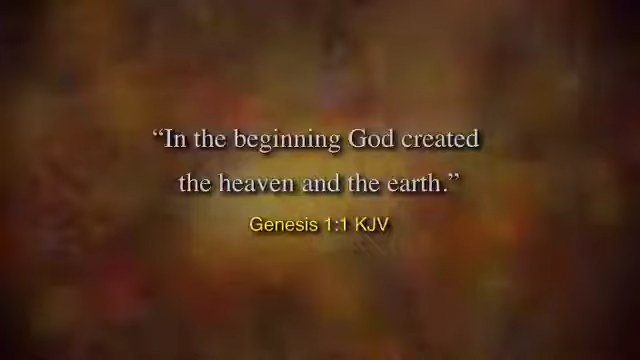 “In the beginning God created
the heaven and the earth.”
Genesis 1:1 KJV